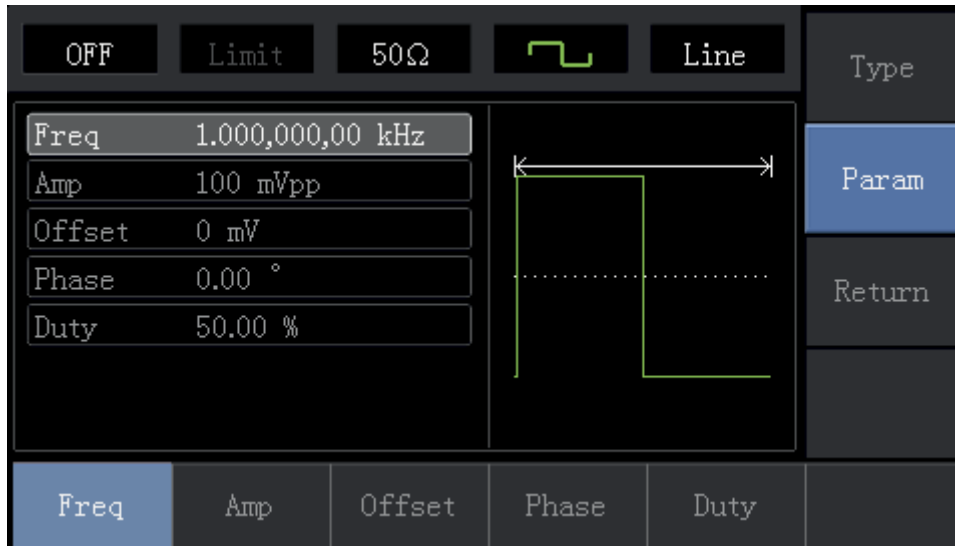 OFF Limit 50Ω Line
Type
Freq 1.000,000,00 kHz
Amp 100 mVpp
Param
Offset 0 mV
Phase 0.00 °
Return
Duty 50.00 %
Freq Amp Offset Phase Duty